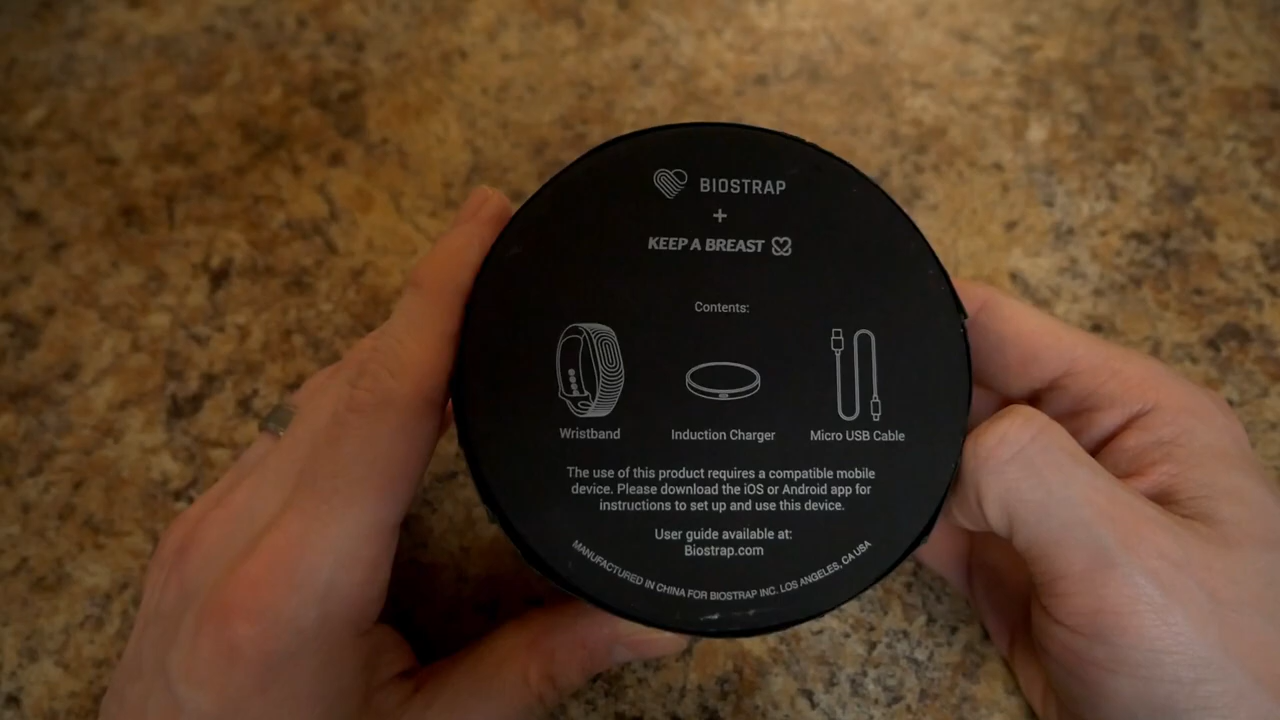 BIOSTRAP
+
KEEP A BREAST
Contents:
Wristband
Induction Charger
Micro USB Cable
The use of this product requires a compatible mobile
device. Please download the iOS or Android app for
instructions to set up and use this device.
User guide available at:
Biostrap.com
MANUFACTURED IN CHINA FOR BIOSTRAP INC. LOS ANGELES, CA USA